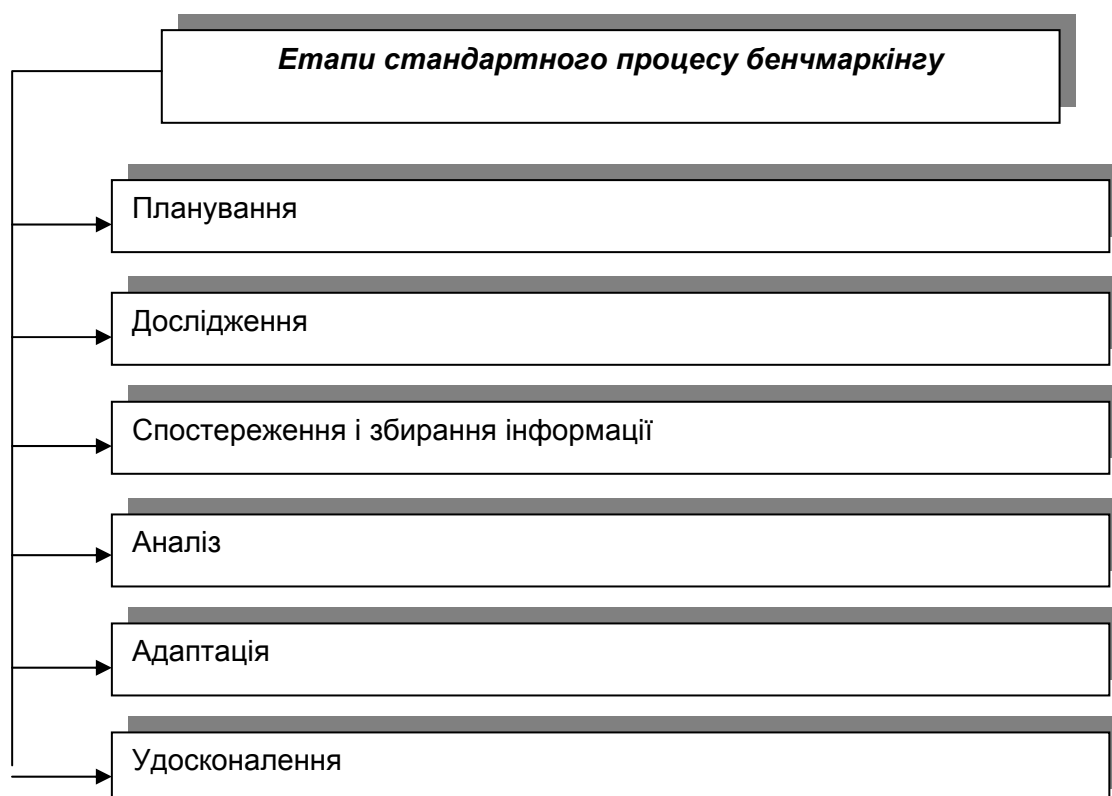 Етапи стандартного процесу бенчмаркінгу
Планування
Дослідження
Спостереження і збирання інформації
Аналіз
Адаптація
Удосконалення